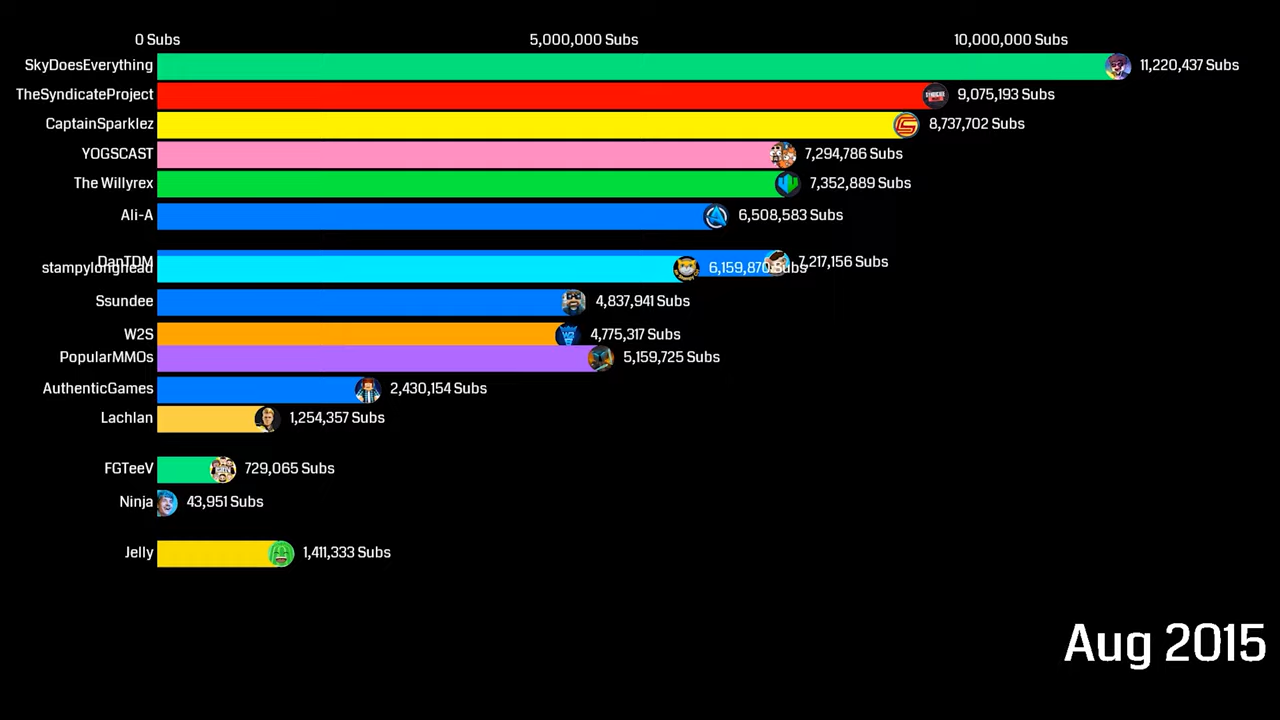 0 Subs 5,000,000 Subs 10,000,000 Subs
SkyDoesEverything 11,220,437 Subs
TheSyndicateProject 9,075,193 Subs
CaptainSparklez 8,737,702 Subs
YOGSCAST 7,294,786 Subs
The Willyrex 7,352,889 Subs
Ali-A 6,508,583 Subs
DanTDM 7,217,156 Subs
stampylonghead 6,159,870 Subs
Ssundee 4,837,941 Subs
W2S 4,775,317 Subs
PopularMMOs 5,159,725 Subs
AuthenticGames 2,430,154 Subs
Lachlan 1,254,357 Subs
FGTeeV 729,065 Subs
Ninja 43,951 Subs
Jelly 1,411,333 Subs
Aug 2015